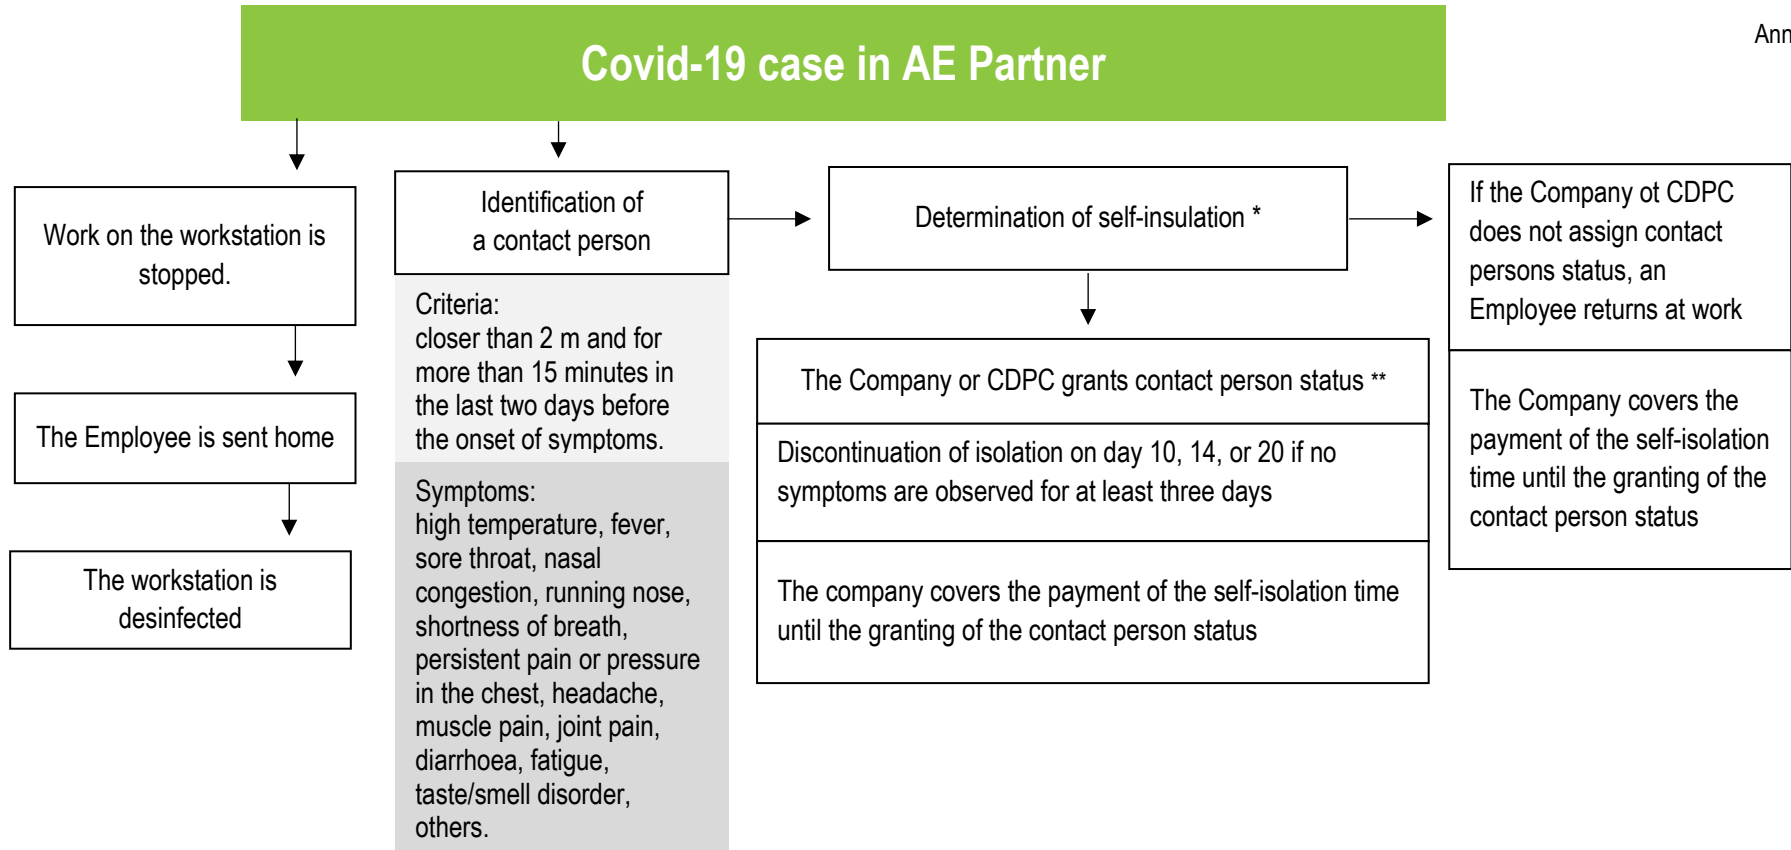 Ann
Covid-19 case in AE Partner
Work on the workstation is
stopped.
The Employee is sent home
The workstation is
desinfected
Identification of
a contact person
Criteria:
closer than 2 m and for
more than 15 minutes in
the last two days before
the onset of symptoms.
Symptoms:
high temperature, fever,
sore throat, nasal
congestion, running nose,
shortness of breath,
persistent pain or pressure
in the chest, headache,
muscle pain, joint pain,
diarrhoea, fatigue,
taste/smell disorder,
others.
Determination of self-insulation *
The Company or CDPC grants contact person status **
Discontinuation of isolation on day 10, 14, or 20 if no
symptoms are observed for at least three days
The company covers the payment of the self-isolation time
until the granting of the contact person status
If the Company ot CDPC
does not assign contact
persons status, an
Employee returns at work
The Company covers the
payment of the self-isolation
time until the granting of the
contact person status